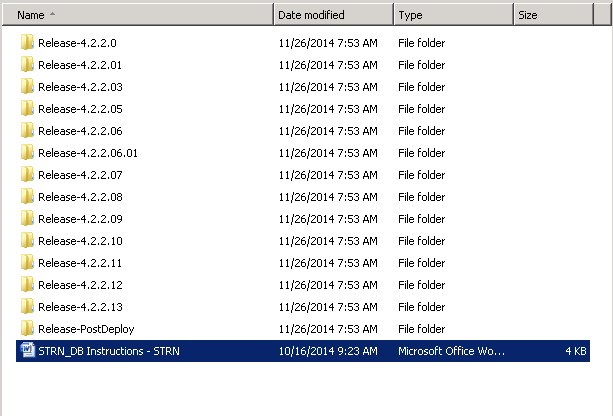 Name Date modified Type Size
Release-4.2.2.0 11/26/2014 7:53 AM File folder
Release-4.2.2.01 11/26/2014 7:53 AM File folder
Release-4.2.2.03 11/26/2014 7:53 AM File folder
Release-4.2.2.05 11/26/2014 7:53 AM File folder
Release-4.2.2.06 11/26/2014 7:53 AM File folder
Release-4.2.2.06.01 11/26/2014 7:53 AM File folder
Release-4.2.2.07 11/26/2014 7:53 AM File folder
Release-4.2.2.08 11/26/2014 7:53 AM File folder
Release-4.2.2.09 11/26/2014 7:53 AM File folder
Release-4.2.2.10 11/26/2014 7:53 AM File folder
Release-4.2.2.11 11/26/2014 7:53 AM File folder
Release-4.2.2.12 11/26/2014 7:53 AM File folder
Release-4.2.2.13 11/26/2014 7:53 AM File folder
Release-PostDeploy 11/26/2014 7:53 AM File folder
STRN_DB Instructions - STRN 10/16/2014 9:23 AM Microsoft Office Wo... 4 KB